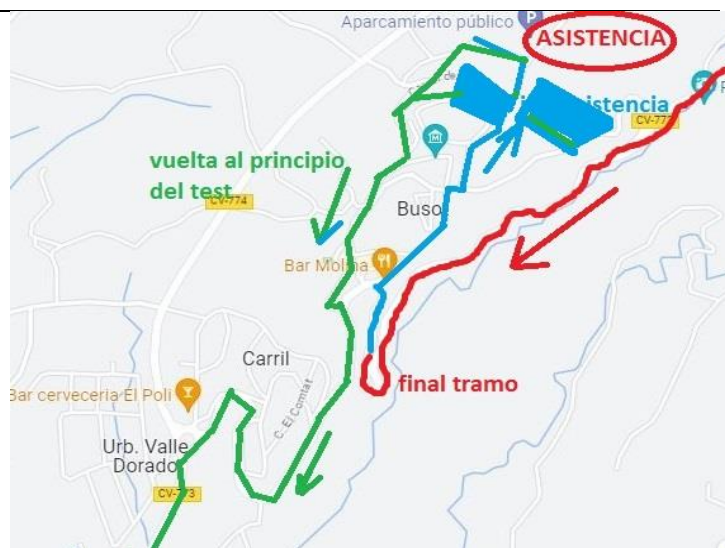 Aparcamiento público
ASISTENCIA
istencia
CV-773
vuelta al principio
del test
CV-774
Buso
Bar Molina
Carril
final tramo
Bar cerveceria El Poli
C. El Comtat
Urb. Valle
Dorado
CV-773